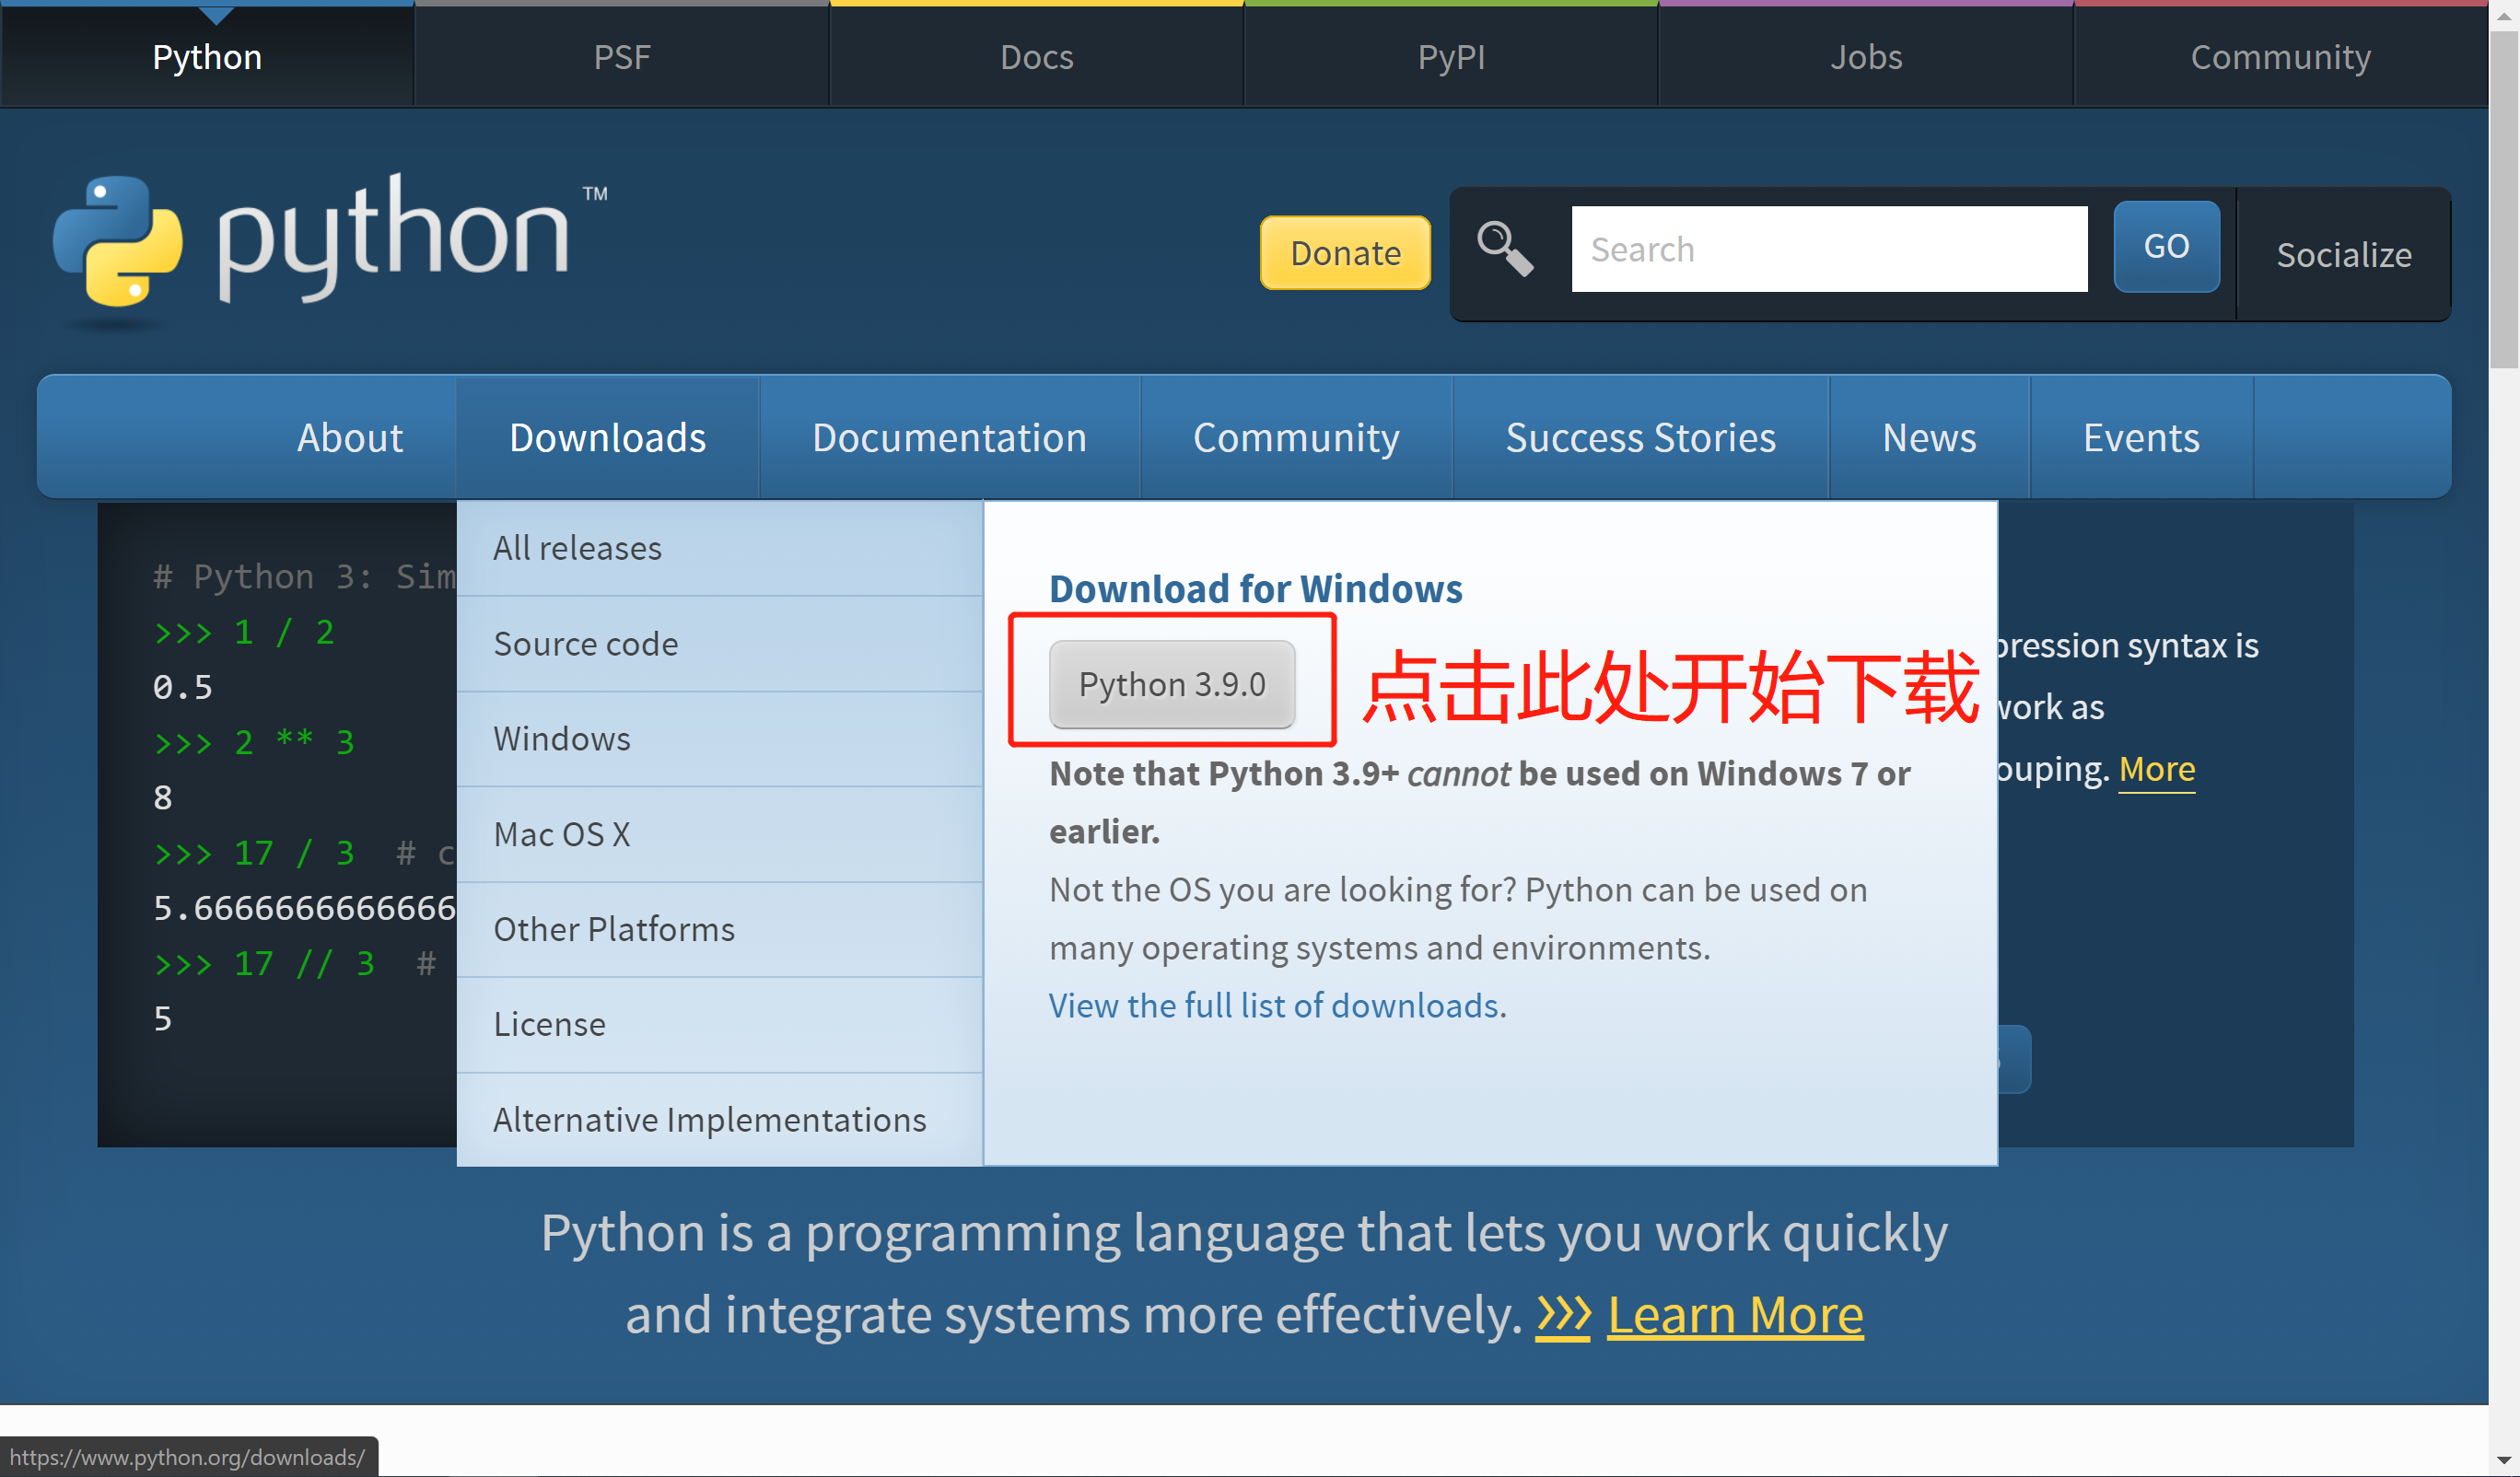 Python
PSF
Docs
PyPI
Jobs
Community
python™
Donate
Search
GO
Socialize
About
Downloads
Documentation
Community
Success Stories
News
Events
# Python 3: Sim
>>> 1 / 2
0.5
>>> 2 ** 3
8
>>> 17 / 3  # c
5.6666666666666
>>> 17 // 3  #
5
All releases
Source code
Windows
Mac OS X
Other Platforms
License
Alternative Implementations
Download for Windows
Python 3.9.0
点击此处开始下载
Note that Python 3.9+ cannot be used on Windows 7 or
earlier.
Not the OS you are looking for? Python can be used on
many operating systems and environments.
View the full list of downloads.
pression syntax is
work as
ouping. More
Python is a programming language that lets you work quickly
and integrate systems more effectively. >>> Learn More
https://www.python.org/downloads/